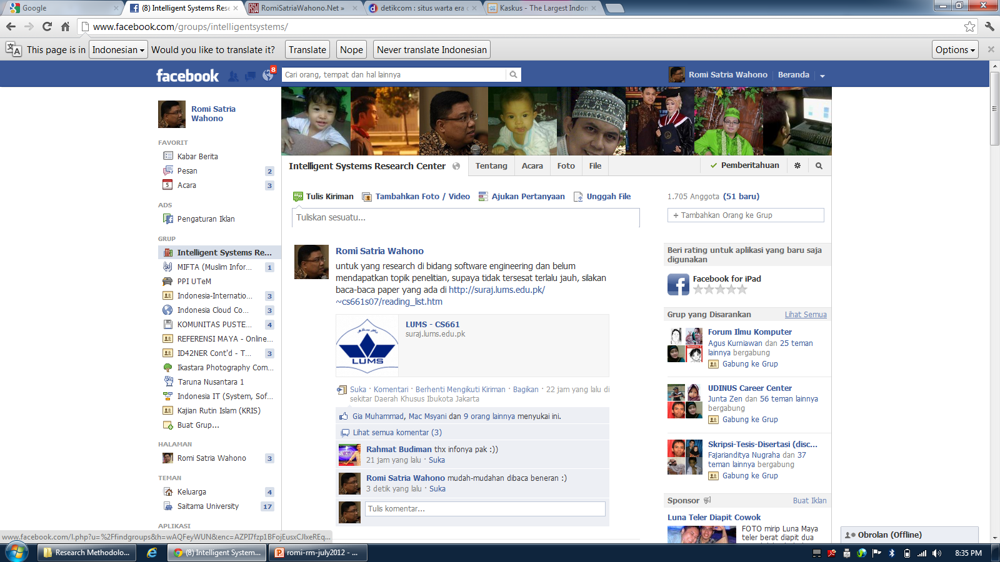 Google
(8) Intelligent Systems Res
RomiSatriaWahono.Net »
detikcom : situs warta era
Kaskus - The Largest Indon
www.facebook.com/groups/intelligentsystems/
This page is in Indonesian Would you like to translate it? Translate Nope Never translate Indonesian Options
facebook
8
Cari orang, tempat dan hal lainnya
Romi Satria Wahono
Beranda
Romi Satria
Wahono
FAVORIT
Kabar Berita
Pesan 2
Acara 3
ADS
Pengaturan Iklan
GRUP
Intelligent Systems Re...
MIFTA (Muslim Infor... 1
PPI UTeM
Indonesia-Internatio... 3
Indonesia Cloud Co... 3
KOMUNITAS PUSTE... 4
REFERENSI MAYA - Online...
ID42NER Cont'd - T... 3
Ikastara Photography Com...
Taruna Nusantara 1
Indonesia IT (System, Sof...
Kajian Rutin Islam (KRIS)
Buat Grup...
HALAMAN
Romi Satria Wahono 3
TEMAN
Keluarga 4
Saitama University 17
APLIKASI
Intelligent Systems Research Center
Tentang
Acara
Foto
File
Pemberitahuan
Tulis Kiriman
Tambahkan Foto / Video
Ajukan Pertanyaan
Unggah File
Tuliskan sesuatu...
Romi Satria Wahono
untuk yang research di bidang software engineering dan belum
mendapatkan topik penelitian, supaya tidak tersesat terlalu jauh, silakan
baca-baca paper yang ada di http://suraj.lums.edu.pk/
~cs661s07/reading_list.htm
LUMS
LUMS - CS661
suraj.lums.edu.pk
Suka · Komentari · Berhenti Mengikuti Kiriman · Bagikan · 22 jam yang lalu di
sekitar Daerah Khusus Ibukota Jakarta
Gia Muhammad, Mac Msyani dan 9 orang lainnya menyukai ini.
Lihat semua komentar (3)
Rahmat Budiman thx infonya pak :))
21 jam yang lalu · Suka
Romi Satria Wahono mudah-mudahan dibaca beneran :)
3 detik yang lalu · Suka
Tulis komentar...
1.705 Anggota (51 baru)
+ Tambahkan Orang ke Grup
Beri rating untuk aplikasi yang baru saja
digunakan
Facebook for iPad
Grup yang Disarankan Lihat Semua
Forum Ilmu Komputer
Agus Kurniawan dan 25 teman
lainnya bergabung
Gabung ke Grup
UDINUS Career Center
Junta Zen dan 56 teman lainnya
bergabung
Gabung ke Grup
Skripsi-Tesis-Disertasi (disc...
Fajarianditya Nugraha dan 37
teman lainnya bergabung
Gabung ke Grup
Sponsor Buat Iklan
Luna Teler Diapit Cowok
FOTO mirip Luna Maya
teler berat diapit dua
Obrolan (Offline)
Research Methodolo...
(8) Intelligent System...
romi-rm-july2012 - ...
8:35 PM